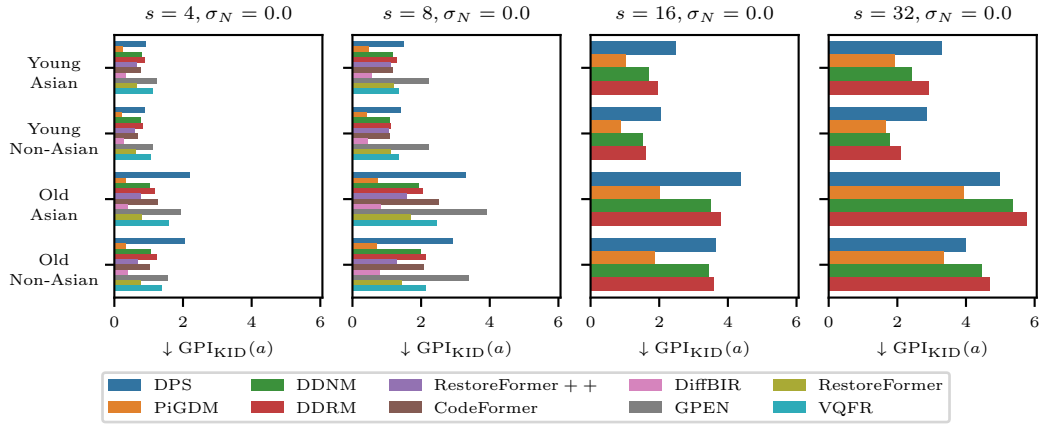 s = 4, σ_N = 0.0
s = 8, σ_N = 0.0
s = 16, σ_N = 0.0
s = 32, σ_N = 0.0
Young
Asian
Young
Non-Asian
Old
Asian
Old
Non-Asian
0 2 4 6
0 2 4 6
0 2 4 6
0 2 4 6
↓ GPI_KID(a)
↓ GPI_KID(a)
↓ GPI_KID(a)
↓ GPI_KID(a)
DPS DDNM RestoreFormer ++ DiffBIR RestoreFormer
PiGDM DDRM CodeFormer GPEN VQFR